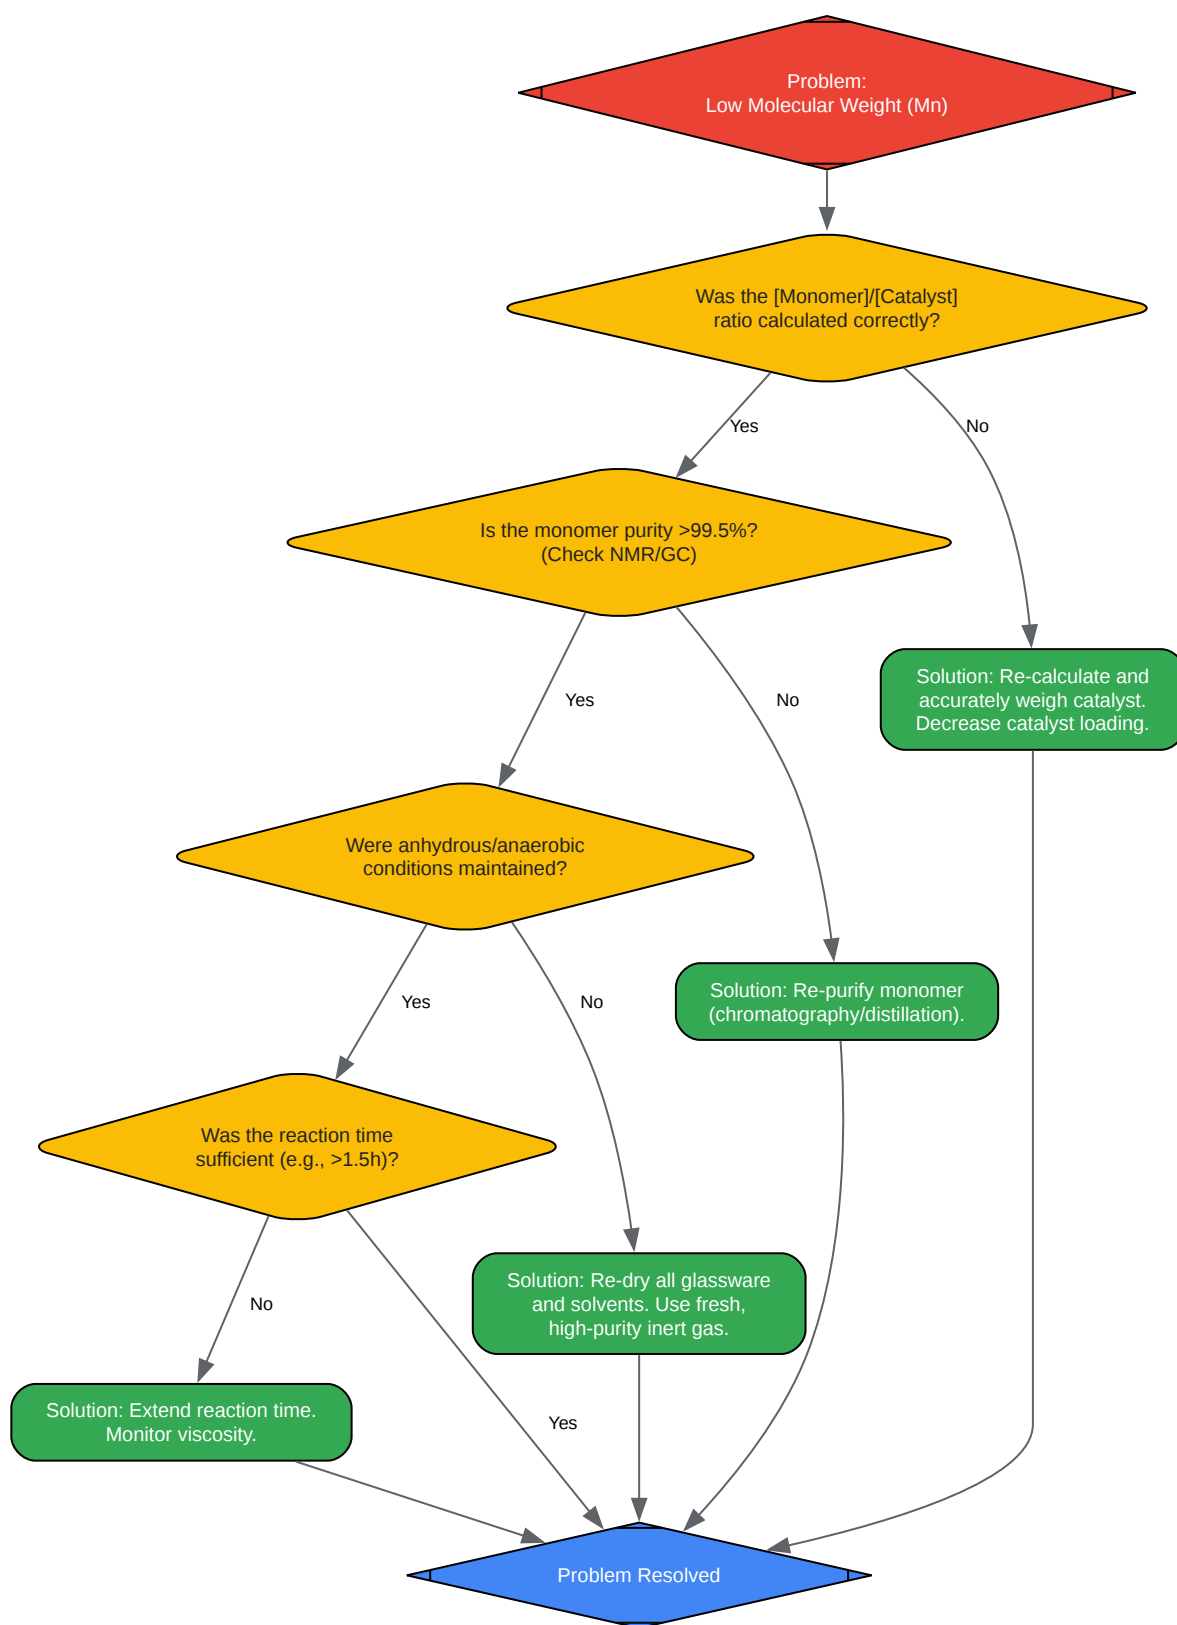 Problem:
Low Molecular Weight (Mn)
Was the [Monomer]/[Catalyst]
ratio calculated correctly?
Yes
No
Is the monomer purity >99.5%?
(Check NMR/GC)
Solution: Re-calculate and
accurately weigh catalyst.
Decrease catalyst loading.
Yes
No
Were anhydrous/anaerobic
conditions maintained?
Solution: Re-purify monomer
(chromatography/distillation).
Yes
No
Was the reaction time
sufficient (e.g., >1.5h)?
Solution: Re-dry all glassware
and solvents. Use fresh,
high-purity inert gas.
No
Yes
Solution: Extend reaction time.
Monitor viscosity.
Problem Resolved